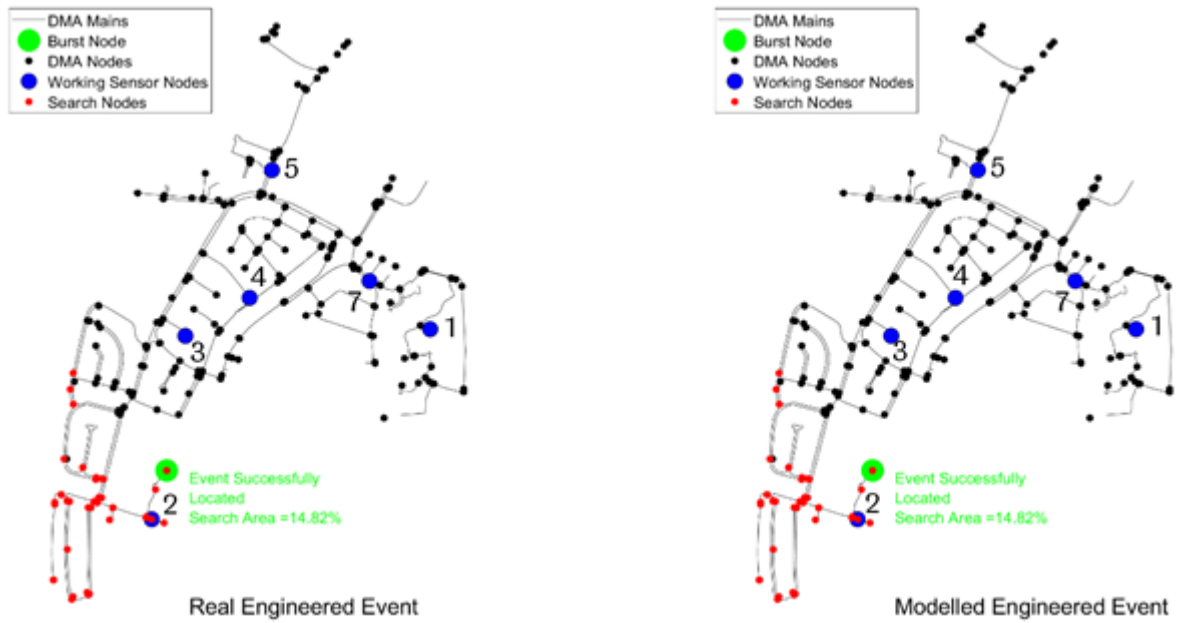 DMA Mains
Burst Node
DMA Nodes
Working Sensor Nodes
Search Nodes
5
4
7
1
3
2
Event Successfully
Located
Search Area =14.82%
Real Engineered Event
DMA Mains
Burst Node
DMA Nodes
Working Sensor Nodes
Search Nodes
5
4
7
1
3
2
Event Successfully
Located
Search Area =14.82%
Modelled Engineered Event